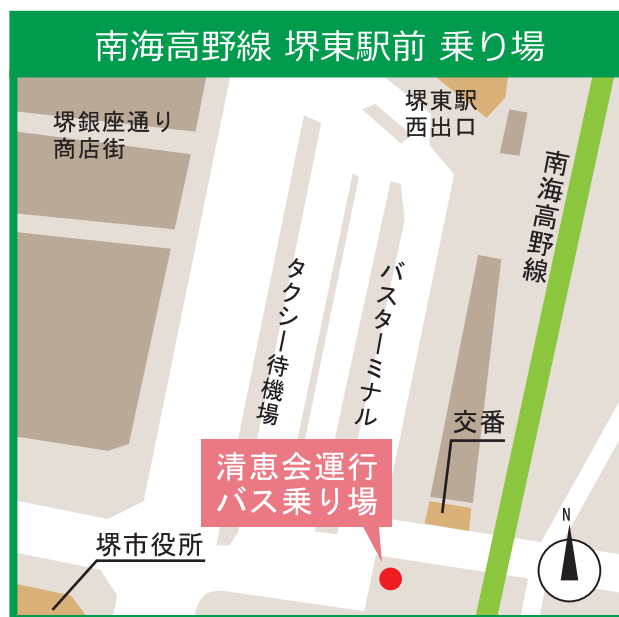 南海高野線 堺東駅前 乗り場
堺銀座通り
商店街
堺東駅
西出口
南海高野線
タクシー待機場
バスターミナル
交番
清恵会運行
バス乗り場
堺市役所
N